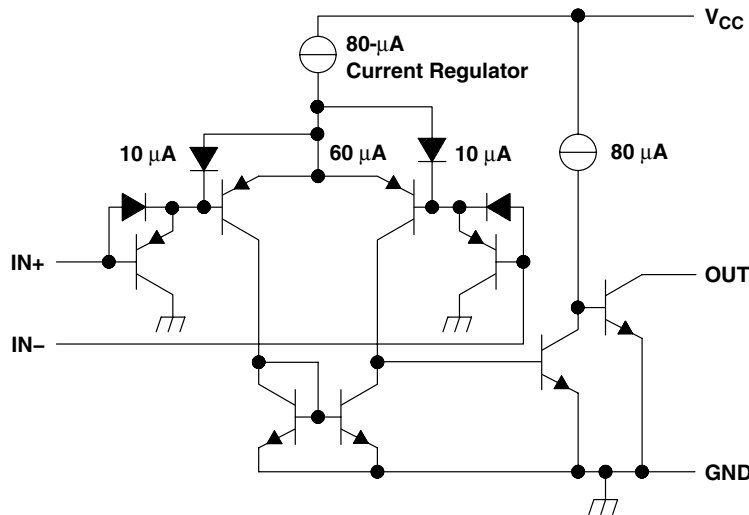 V_CC
80-μA
Current Regulator
10 μA
60 μA
10 μA
80 μA
IN+
OUT
IN−
GND